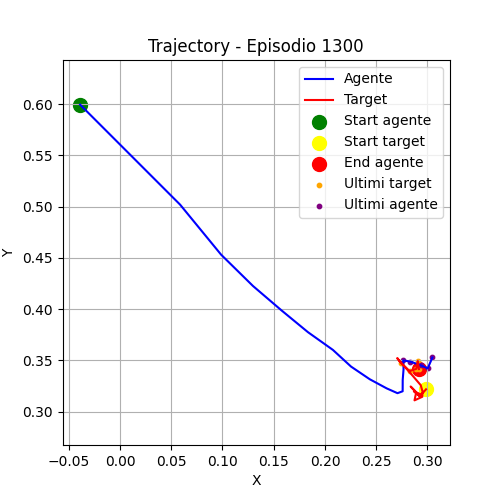 Trajectory - Episodio 1300
Agente
Target
Start agente
Start target
End agente
Ultimi target
Ultimi agente
0.60
0.55
0.50
0.45
0.40
0.35
0.30
Y
−0.05 0.00 0.05 0.10 0.15 0.20 0.25 0.30
X